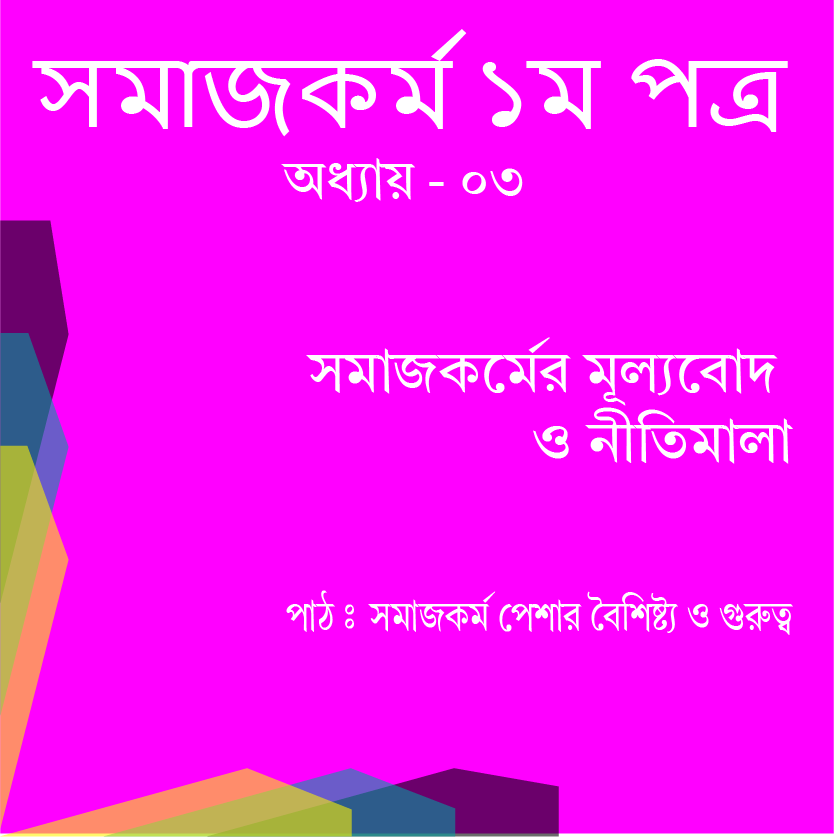 সমাজকর্ম ১ম পত্র
অধ্যায় - ০৩
সমাজকর্মের মূল্যবোদ
ও নীতিমালা
পাঠ ঃ সমাজকর্ম পেশার বৈশিষ্ট্য ও গুরুত্ব